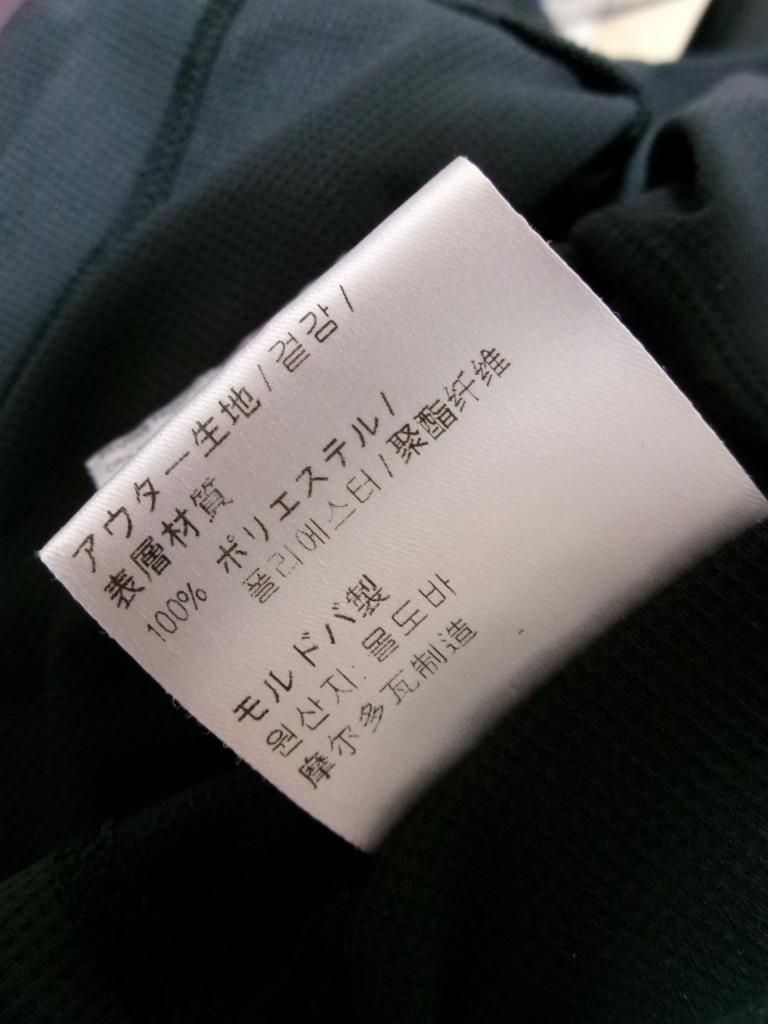 アウター生地/겉감/
表層材質
100% ポリエステル/
폴리에스터/聚酯纤维
モルドバ製
원산지: 몰도바
摩尔多瓦制造